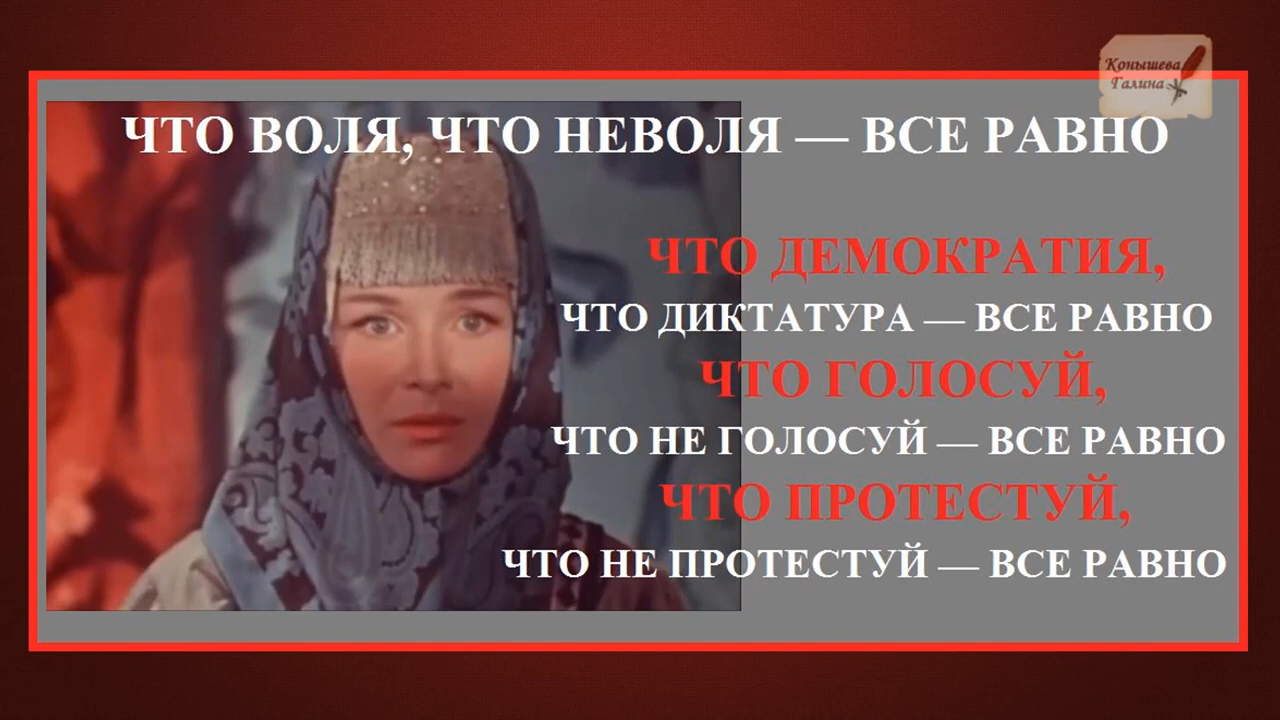 Конышева
Галина
ЧТО ВОЛЯ, ЧТО НЕВОЛЯ — ВСЕ РАВНО
ЧТО ДЕМОКРАТИЯ,
ЧТО ДИКТАТУРА — ВСЕ РАВНО
ЧТО ГОЛОСУЙ,
ЧТО НЕ ГОЛОСУЙ — ВСЕ РАВНО
ЧТО ПРОТЕСТУЙ,
ЧТО НЕ ПРОТЕСТУЙ — ВСЕ РАВНО